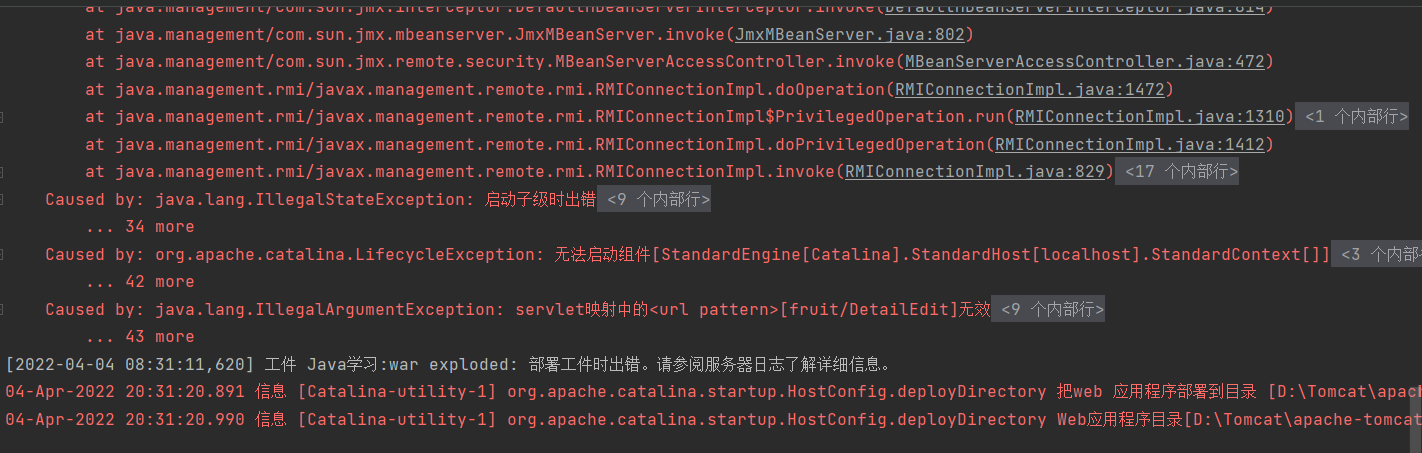 at java.management/com.sun.jmx.interceptor.DefaultMBeanServerInterceptor.invoke(DefaultMBeanServerInterceptor.java:814)
at java.management/com.sun.jmx.mbeanserver.JmxMBeanServer.invoke(JmxMBeanServer.java:802)
at java.management/com.sun.jmx.remote.security.MBeanServerAccessController.invoke(MBeanServerAccessController.java:472)
at java.management.rmi/javax.management.remote.rmi.RMIConnectionImpl.doOperation(RMIConnectionImpl.java:1472)
at java.management.rmi/javax.management.remote.rmi.RMIConnectionImpl$PrivilegedOperation.run(RMIConnectionImpl.java:1310) <1 个内部行>
at java.management.rmi/javax.management.remote.rmi.RMIConnectionImpl.doPrivilegedOperation(RMIConnectionImpl.java:1412)
at java.management.rmi/javax.management.remote.rmi.RMIConnectionImpl.invoke(RMIConnectionImpl.java:829) <17 个内部行>
Caused by: java.lang.IllegalStateException: 启动子级时出错 <9 个内部行>
... 34 more
Caused by: org.apache.catalina.LifecycleException: 无法启动组件[StandardEngine[Catalina].StandardHost[localhost].StandardContext[]] <3 个内部
... 42 more
Caused by: java.lang.IllegalArgumentException: servlet映射中的<url pattern>[fruit/DetailEdit]无效 <9 个内部行>
... 43 more
[2022-04-04 08:31:11,620] 工件 Java学习:war exploded: 部署工件时出错。请参阅服务器日志了解详细信息。
04-Apr-2022 20:31:20.891 信息 [Catalina-utility-1] org.apache.catalina.startup.HostConfig.deployDirectory 把web 应用程序部署到目录 [D:\Tomcat\apac
04-Apr-2022 20:31:20.990 信息 [Catalina-utility-1] org.apache.catalina.startup.HostConfig.deployDirectory Web应用程序目录[D:\Tomcat\apache-tomcat